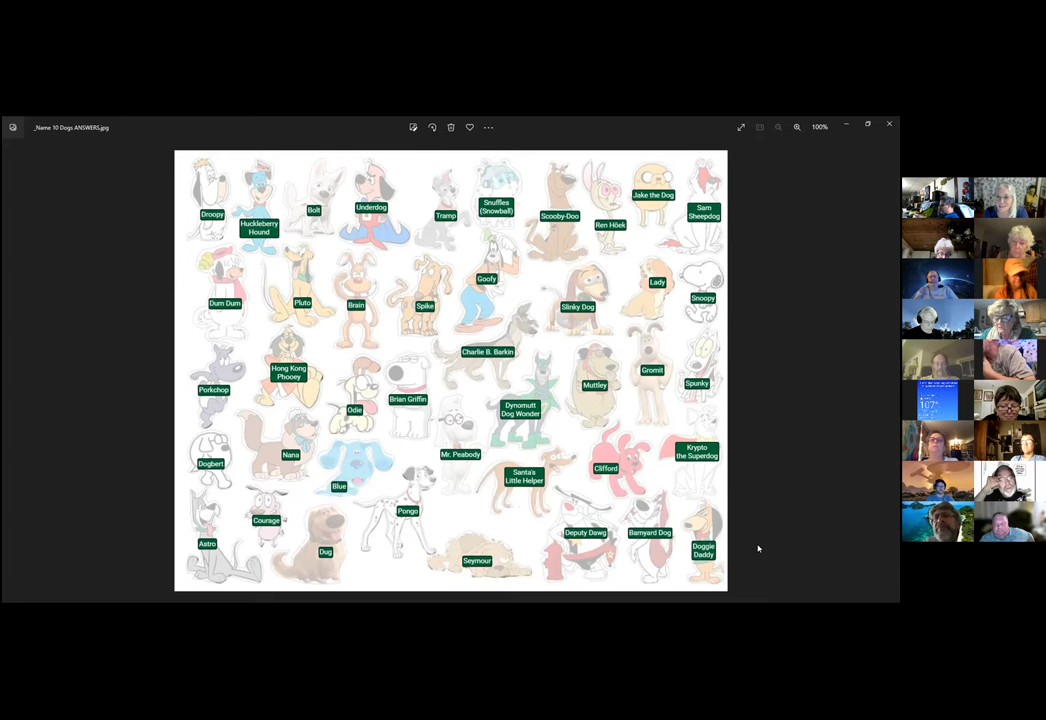 _Name 10 Dogs ANSWERS.jpg
100%
Droopy
Huckleberry
Hound
Bolt
Underdog
Tramp
Snuffles
(Snowball)
Scooby-Doo
Ren Höek
Jake the Dog
Sam
Sheepdog
Dum Dum
Pluto
Brain
Spike
Goofy
Slinky Dog
Lady
Snoopy
Porkchop
Hong Kong
Phooey
Odie
Brian Griffin
Charlie B. Barkin
Dynomutt
Dog Wonder
Muttley
Gromit
Spunky
Dogbert
Nana
Blue
Mr. Peabody
Santa's
Little Helper
Clifford
Krypto
the Superdog
Astro
Courage
Dug
Pongo
Seymour
Deputy Dawg
Barnyard Dog
Doggie
Daddy
107°